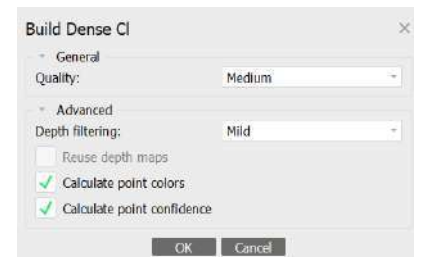 Build Dense Cl
General
Quality: Medium
Advanced
Depth filtering: Mild
Reuse depth maps
Calculate point colors
Calculate point confidence
OK Cancel